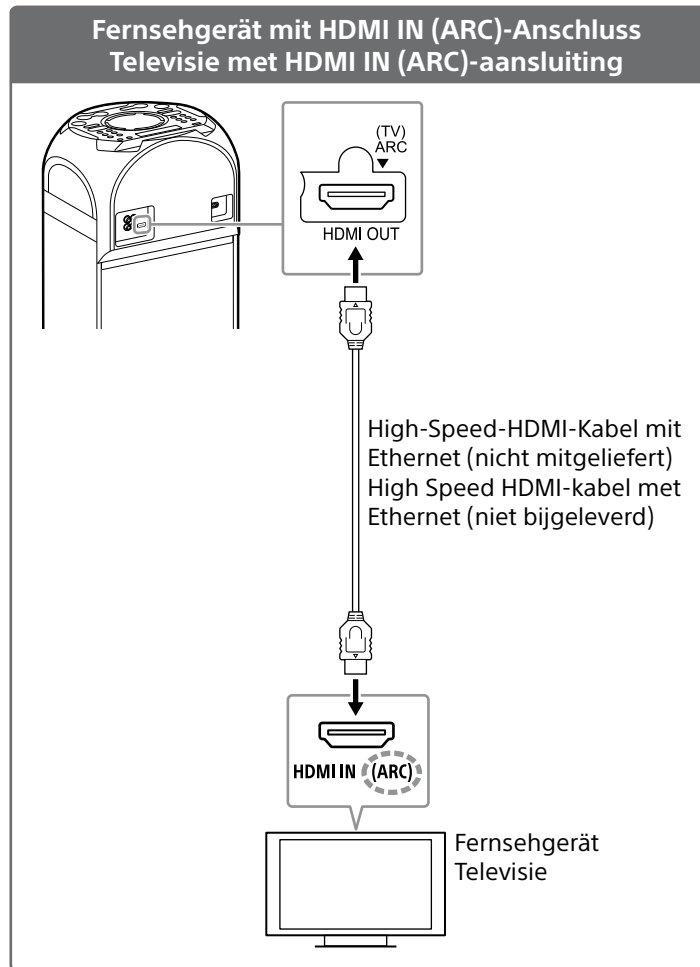 Fernsehgerät mit HDMI IN (ARC)-Anschluss
Televisie met HDMI IN (ARC)-aansluiting
(TV)
ARC
HDMI OUT
High-Speed-HDMI-Kabel mit
Ethernet (nicht mitgeliefert)
High Speed HDMI-kabel met
Ethernet (niet bijgeleverd)
HDMI IN (ARC)
Fernsehgerät
Televisie